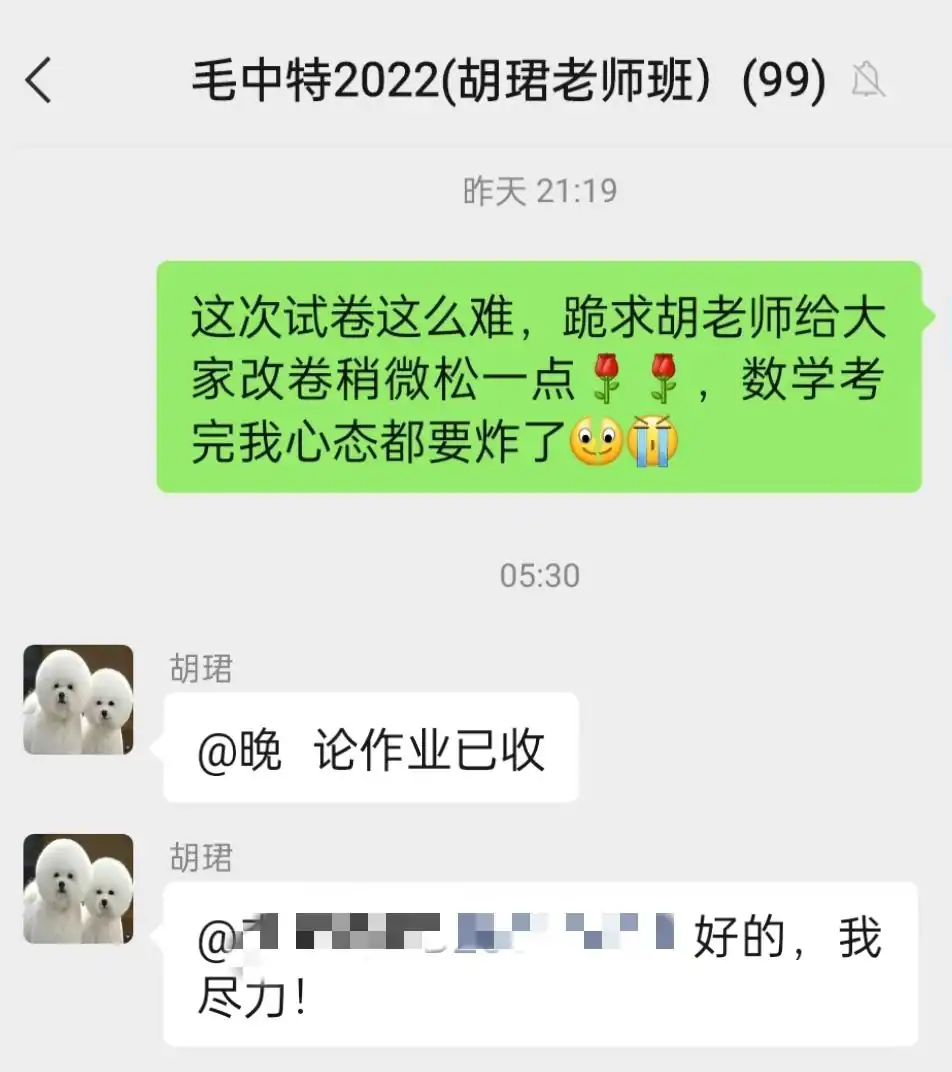 毛中特2022(胡珺老师班）(99)
昨天 21:19
这次试卷这么难，跪求胡老师给大
家改卷稍微松一点🌹🌹，数学考
完我心态都要炸了🥹😭
05:30
胡珺
@晚 论作业已收
胡珺
@ 好的，我
尽力！